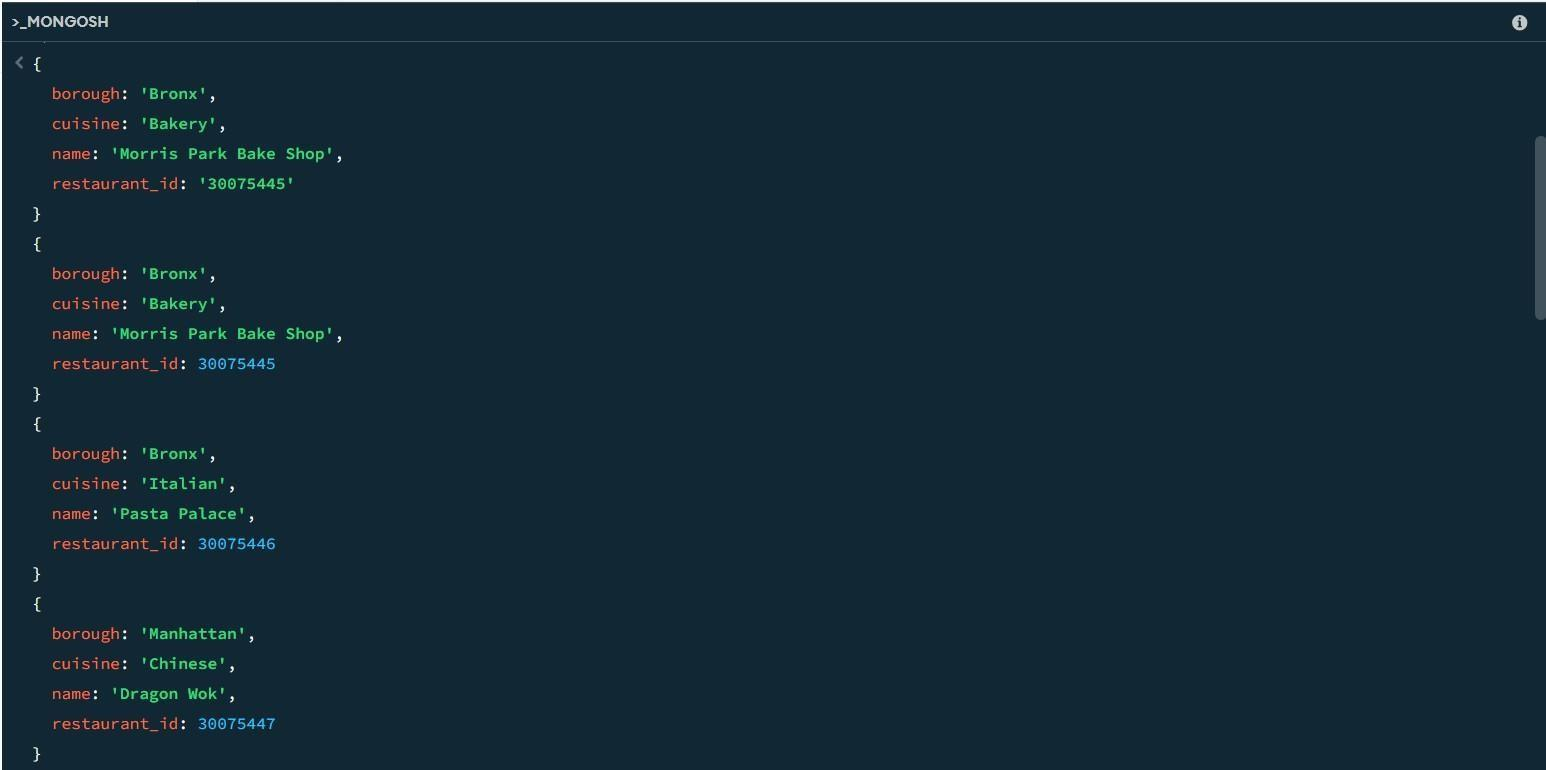 >_MONGOSH
{
borough: 'Bronx',
cuisine: 'Bakery',
name: 'Morris Park Bake Shop',
restaurant_id: '30075445'
}
{
borough: 'Bronx',
cuisine: 'Bakery',
name: 'Morris Park Bake Shop',
restaurant_id: 30075445
}
{
borough: 'Bronx',
cuisine: 'Italian',
name: 'Pasta Palace',
restaurant_id: 30075446
}
{
borough: 'Manhattan',
cuisine: 'Chinese',
name: 'Dragon Wok',
restaurant_id: 30075447
}